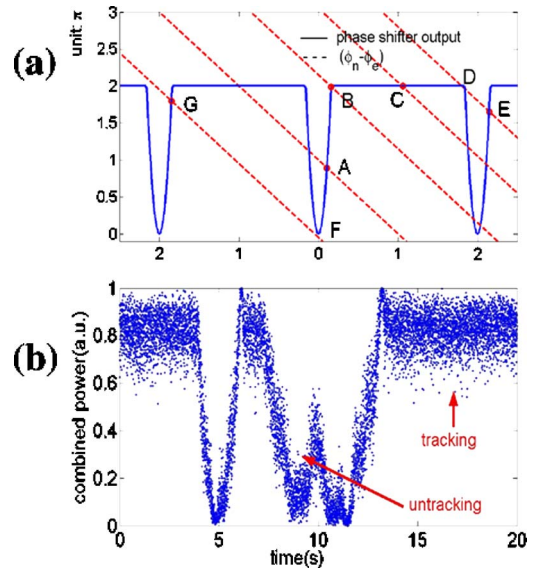 (a)
unit: π
3
2.5
2
1.5
1
0.5
0
phase shifter output
(ϕn-ϕe)
G
A
B
C
D
E
F
2 1 0 1 2
(b)
combined power(a.u.)
1
0.8
0.6
0.4
0.2
0
tracking
untracking
0 5 10 15 20
time(s)